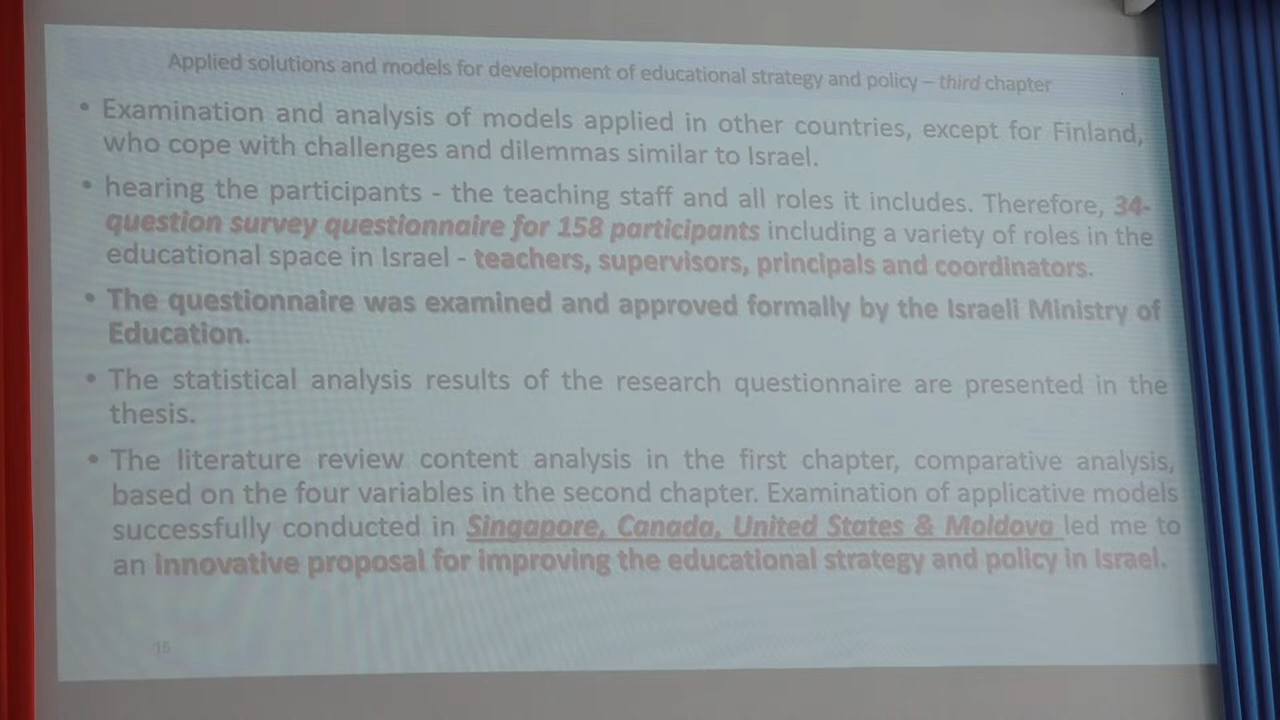 Applied solutions and models for development of educational strategy and policy – third chapter
• Examination and analysis of models applied in other countries, except for Finland,
who cope with challenges and dilemmas similar to Israel.
• hearing the participants - the teaching staff and all roles it includes. Therefore, 34-
question survey questionnaire for 158 participants including a variety of roles in the
educational space in Israel - teachers, supervisors, principals and coordinators.
• The questionnaire was examined and approved formally by the Israeli Ministry of
Education.
• The statistical analysis results of the research questionnaire are presented in the
thesis.
• The literature review content analysis in the first chapter, comparative analysis,
based on the four variables in the second chapter. Examination of applicative models
successfully conducted in Singapore, Canada, United States & Moldova led me to
an innovative proposal for improving the educational strategy and policy in Israel.
16